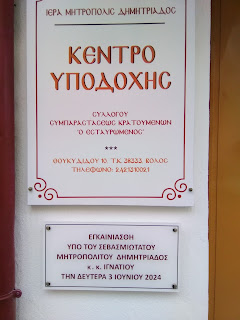 ΙΕΡΑ ΜΗΤΡΟΠΟΛΙΣ ΔΗΜΗΤΡΙΑΔΟΣ
ΚΕΝΤΡΟ
ΥΠΟΔΟΧΗΣ
ΣΥΛΛΟΓΟΥ
ΣΥΜΠΑΡΑΣΤΑΣΕΩΣ ΚΡΑΤΟΥΜΕΝΩΝ
"Ο ΕΣΤΑΥΡΩΜΕΝΟΣ"
***
ΘΟΥΚΥΔΙΔΟΥ 10, Τ.Κ. 38333 ΒΟΛΟΣ
ΤΗΛΕΦΩΝΟ: 2421310021
ΕΓΚΑΙΝΙΑΣΘΗ
ΥΠΟ ΤΟΥ ΣΕΒΑΣΜΙΩΤΑΤΟΥ
ΜΗΤΡΟΠΟΛΙΤΟΥ ΔΗΜΗΤΡΙΑΔΟΣ
κ. κ. ΙΓΝΑΤΙΟΥ
ΤΗΝ ΔΕΥΤΕΡΑ 3 ΙΟΥΝΙΟΥ 2024